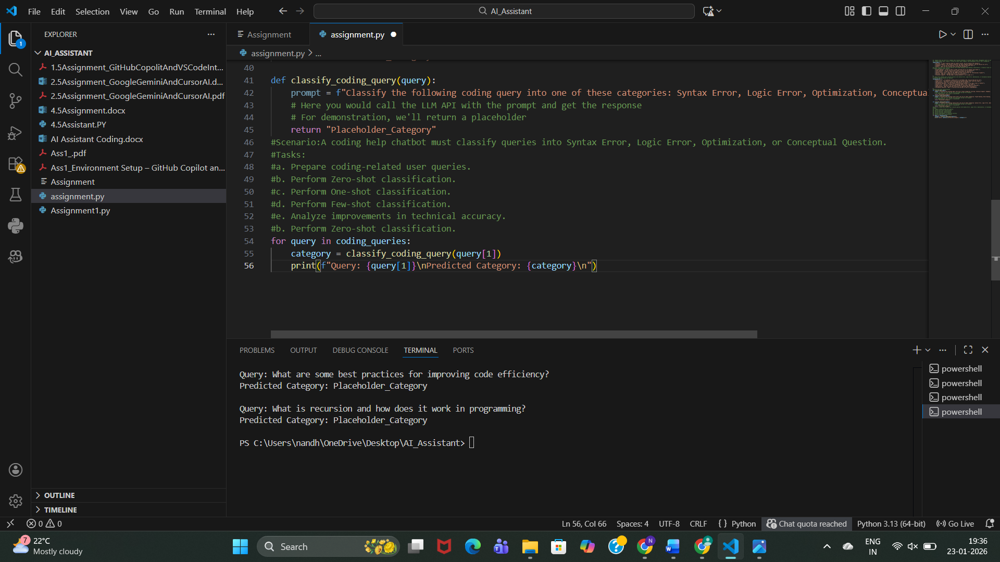 File Edit Selection View Go Run Terminal Help
AI_Assistant
EXPLORER
AI_ASSISTANT
1.5Assignment_GitHubCopolitAndVSCodeInt...
2.5Assignment_GoogleGeminiAndCursorAI.d...
2.5Assignment_GoogleGeminiAndCursorAI.pdf
4.5Assignment.docx
4.5Assistant.PY
AI Assistant Coding.docx
Ass1_.pdf
Ass1_Environment Setup – GitHub Copilot an...
Assignment
assignment.py
Assignment1.py
OUTLINE
TIMELINE
1
Assignment
assignment.py
assignment.py > ...
40
41 def classify_coding_query(query):
42 prompt = f"Classify the following coding query into one of these categories: Syntax Error, Logic Error, Optimization, Conceptua
43 # Here you would call the LLM API with the prompt and get the response
44 # For demonstration, we'll return a placeholder
45 return "Placeholder_Category"
46 #Scenario:A coding help chatbot must classify queries into Syntax Error, Logic Error, Optimization, or Conceptual Question.
47 #Tasks:
48 #a. Prepare coding-related user queries.
49 #b. Perform Zero-shot classification.
50 #c. Perform One-shot classification.
51 #d. Perform Few-shot classification.
52 #e. Analyze improvements in technical accuracy.
53 #b. Perform Zero-shot classification.
54 for query in coding_queries:
55 category = classify_coding_query(query[1])
56 print(f"Query: {query[1]}\nPredicted Category: {category}\n")
PROBLEMS OUTPUT DEBUG CONSOLE TERMINAL PORTS
Query: What are some best practices for improving code efficiency?
Predicted Category: Placeholder_Category
Query: What is recursion and how does it work in programming?
Predicted Category: Placeholder_Category
PS C:\Users\nandh\OneDrive\Desktop\AI_Assistant>
powershell
powershell
powershell
powershell
0 0
Ln 56, Col 66 Spaces: 4 UTF-8 CRLF {} Python Chat quota reached Python 3.13 (64-bit) Go Live
7
22°C
Mostly cloudy
Search
ENG
IN
19:36
23-01-2026